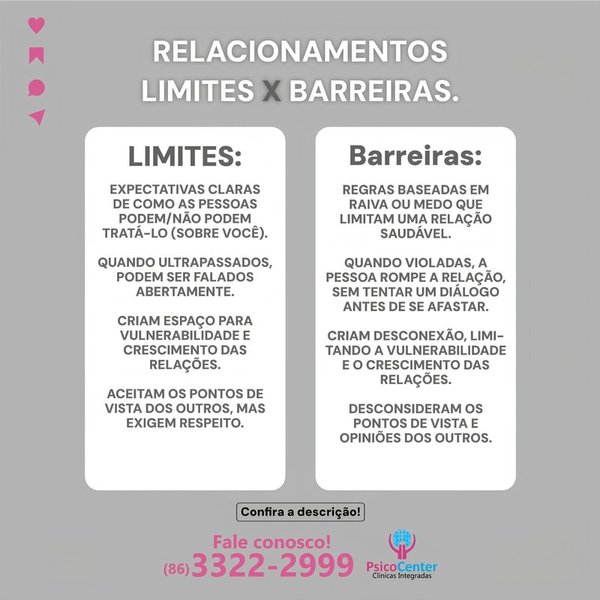 RELACIONAMENTOS
LIMITES X BARREIRAS.
LIMITES:
EXPECTATIVAS CLARAS
DE COMO AS PESSOAS
PODEM/NÃO PODEM
TRATÁ-LO (SOBRE VOCÊ).
QUANDO ULTRAPASSADOS,
PODEM SER FALADOS
ABERTAMENTE.
CRIAM ESPAÇO PARA
VULNERABILIDADE E
CRESCIMENTO DAS
RELAÇÕES.
ACEITAM OS PONTOS DE
VISTA DOS OUTROS, MAS
EXIGEM RESPEITO.
Barreiras:
REGRAS BASEADAS EM
RAIVA OU MEDO QUE
LIMITAM UMA RELAÇÃO
SAUDÁVEL.
QUANDO VIOLADAS, A
PESSOA ROMPE A RELAÇÃO,
SEM TENTAR UM DIÁLOGO
ANTES DE SE AFASTAR.
CRIAM DESCONEXÃO, LIMI-
TANDO A VULNERABILIDADE
E O CRESCIMENTO DAS
RELAÇÕES.
DESCONSIDERAM OS
PONTOS DE VISTA E
OPINIÕES DOS OUTROS.
Confira a descrição!
Fale conosco!
(86) 3322-2999
PsicoCenter
Clínicas Integradas